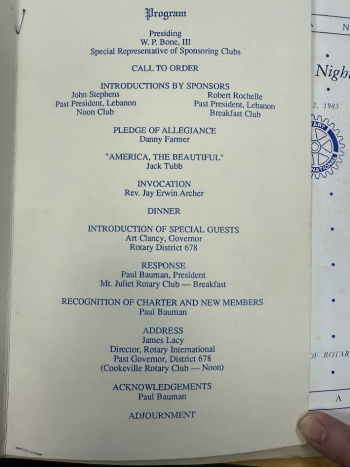 Program
Presiding
W. P. Bone, III
Special Representative of Sponsoring Clubs
CALL TO ORDER
INTRODUCTIONS BY SPONSORS
John Stephens Robert Rochelle
Past President, Lebanon Past President, Lebanon
Noon Club Breakfast Club
PLEDGE OF ALLEGIANCE
Danny Farmer
"AMERICA, THE BEAUTIFUL"
Jack Tubb
INVOCATION
Rev. Jay Erwin Archer
DINNER
INTRODUCTION OF SPECIAL GUESTS
Art Clancy, Governor
Rotary District 678
RESPONSE
Paul Bauman, President
Mt. Juliet Rotary Club — Breakfast
RECOGNITION OF CHARTER AND NEW MEMBERS
Paul Bauman
ADDRESS
James Lacy
Director, Rotary International
Past Governor, District 678
(Cookeville Rotary Club — Noon)
ACKNOWLEDGEMENTS
Paul Bauman
ADJOURNMENT
A N
Night
2, 1985
OF ROTAR
A